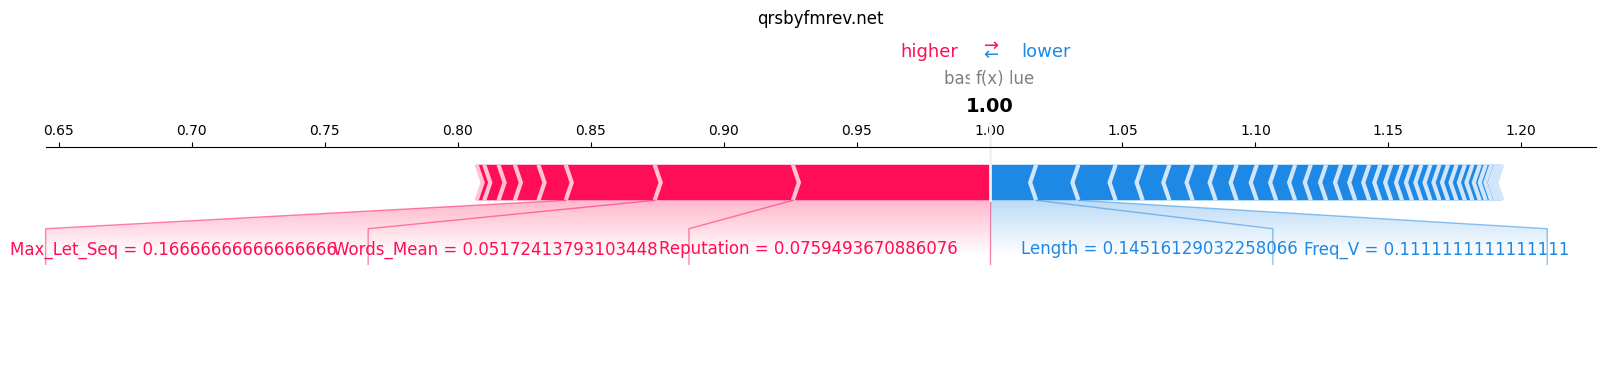 qrsbyfmrev.net
higher ⇄ lower
bas f(x) lue
1.00
0.65 0.70 0.75 0.80 0.85 0.90 0.95 1.00 1.05 1.10 1.15 1.20
Max_Let_Seq = 0.16666666666666666 Words_Mean = 0.05172413793103448 Reputation = 0.0759493670886076 Length = 0.14516129032258066 Freq_V = 0.1111111111111111